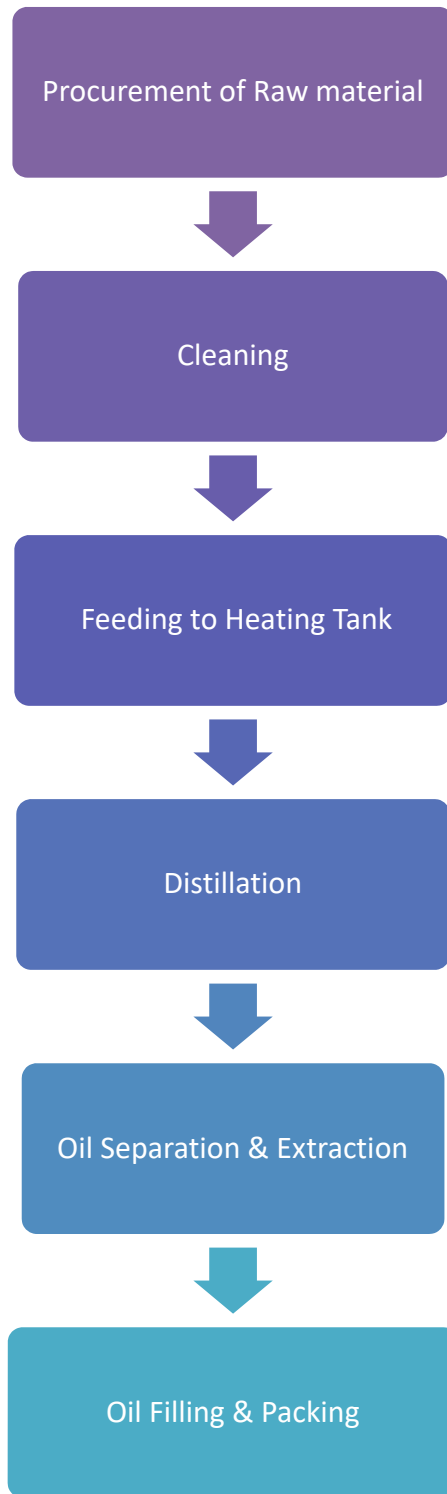 Procurement of Raw material
Cleaning
Feeding to Heating Tank
Distillation
Oil Separation & Extraction
Oil Filling & Packing